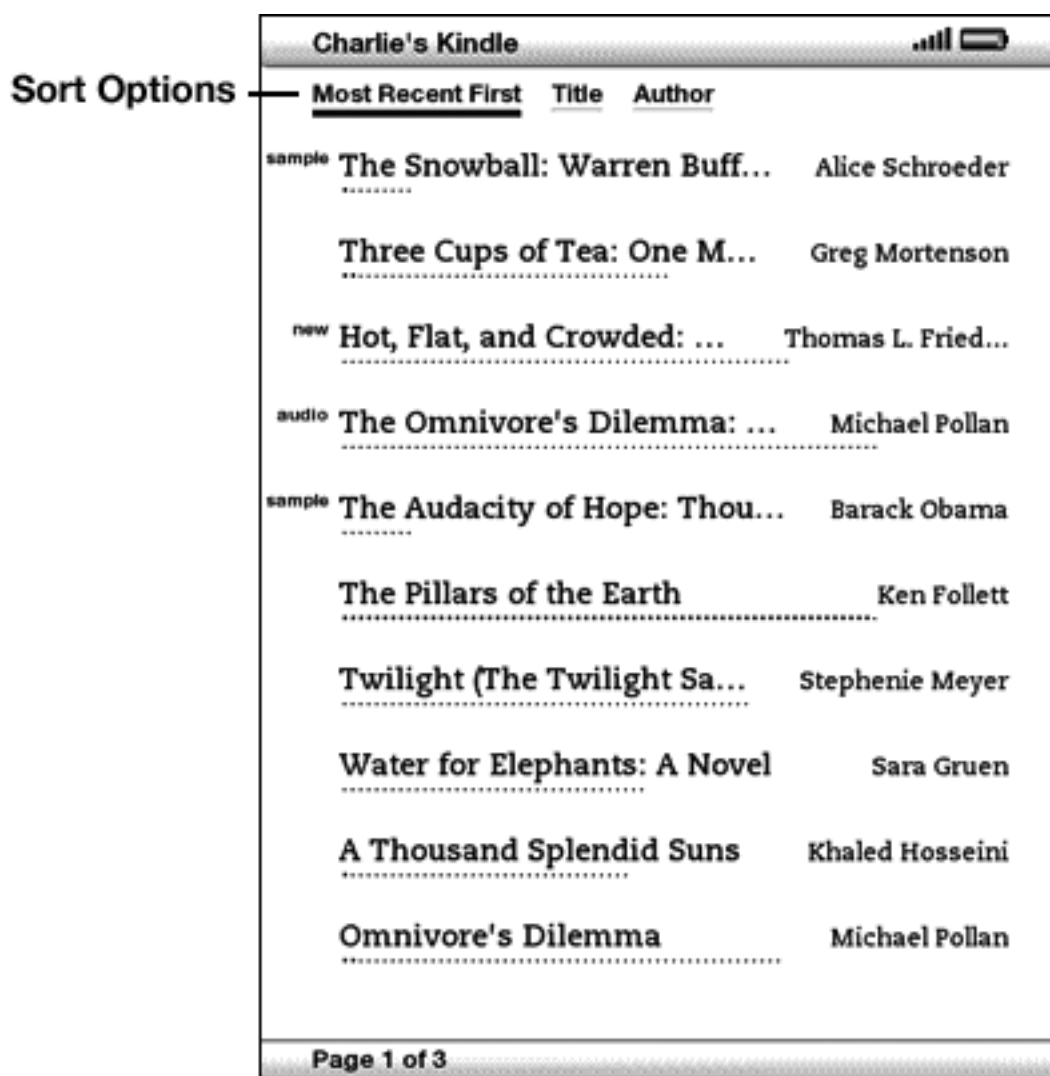 Charlie's Kindle
Sort Options
Most Recent First Title Author
sample The Snowball: Warren Buff... Alice Schroeder
Three Cups of Tea: One M... Greg Mortenson
new Hot, Flat, and Crowded: ... Thomas L. Fried...
audio The Omnivore's Dilemma: ... Michael Pollan
sample The Audacity of Hope: Thou... Barack Obama
The Pillars of the Earth Ken Follett
Twilight (The Twilight Sa... Stephenie Meyer
Water for Elephants: A Novel Sara Gruen
A Thousand Splendid Suns Khaled Hosseini
Omnivore's Dilemma Michael Pollan
Page 1 of 3